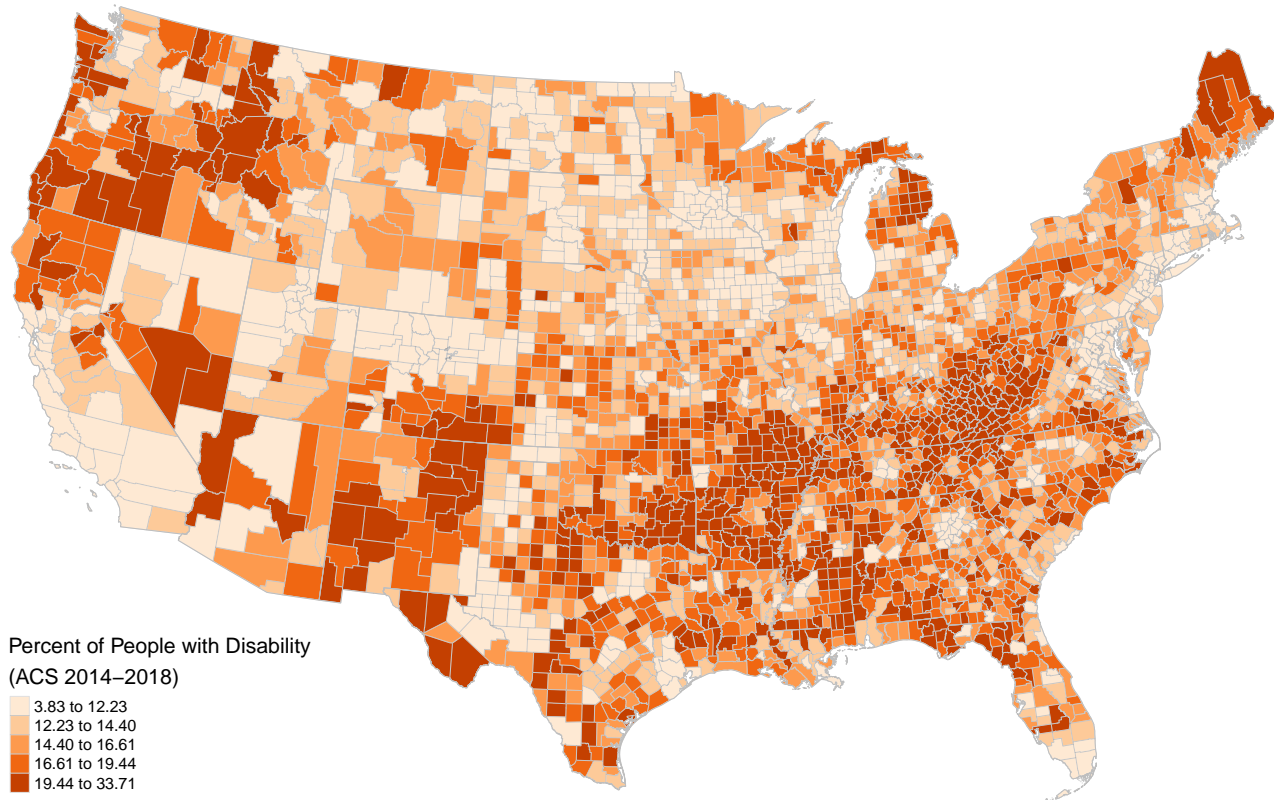 Percent of People with Disability
(ACS 2014–2018)
3.83 to 12.23
12.23 to 14.40
14.40 to 16.61
16.61 to 19.44
19.44 to 33.71